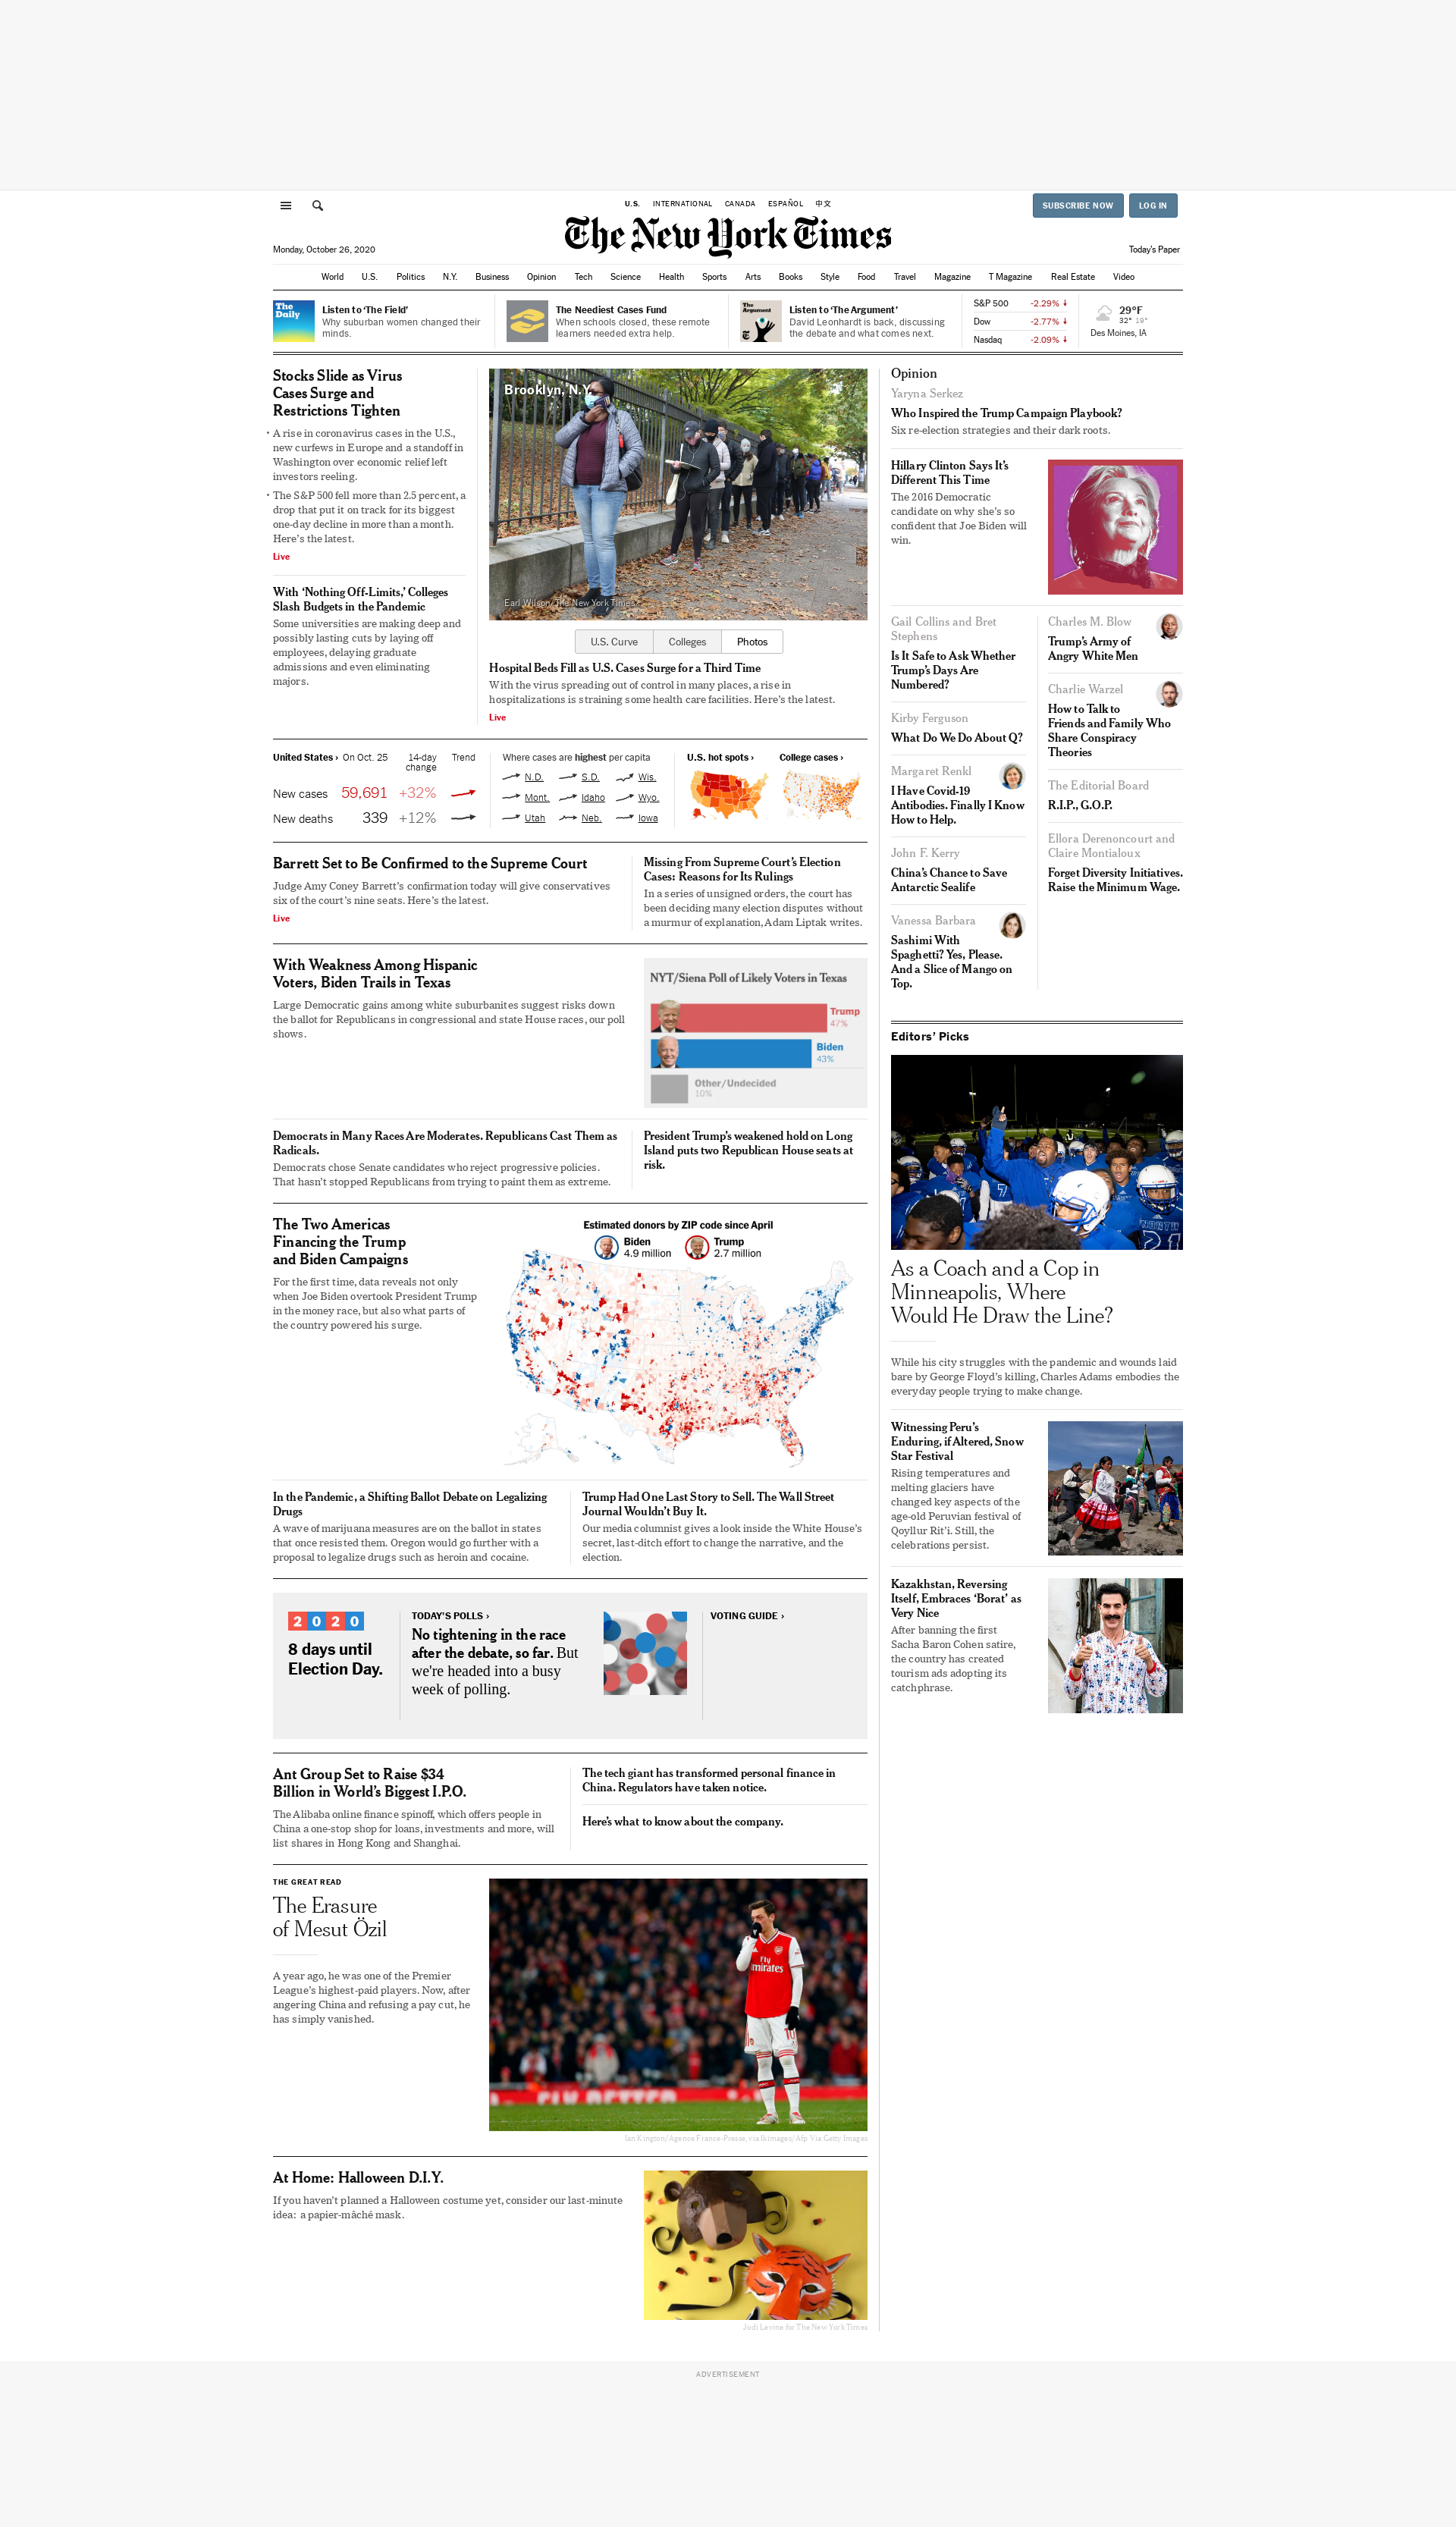 U.S. INTERNATIONAL CANADA ESPAÑOL 中文
SUBSCRIBE NOW LOG IN
The New York Times
Monday, October 26, 2020
Today's Paper
World U.S. Politics N.Y. Business Opinion Tech Science Health Sports Arts Books Style Food Travel Magazine T Magazine Real Estate Video
The
Daily
Listen to ‘The Field’
Why suburban women changed their
minds.
The Neediest Cases Fund
When schools closed, these remote
learners needed extra help.
The
Argument
Listen to ‘The Argument’
David Leonhardt is back, discussing
the debate and what comes next.
S&P 500 -2.29%
Dow -2.77%
Nasdaq -2.09%
29°F
32° 19°
Des Moines, IA
Stocks Slide as Virus
Cases Surge and
Restrictions Tighten
• A rise in coronavirus cases in the U.S.,
new curfews in Europe and a standoff in
Washington over economic relief left
investors reeling.
• The S&P 500 fell more than 2.5 percent, a
drop that put it on track for its biggest
one-day decline in more than a month.
Here’s the latest.
Live
With ‘Nothing Off-Limits,’ Colleges
Slash Budgets in the Pandemic
Some universities are making deep and
possibly lasting cuts by laying off
employees, delaying graduate
admissions and even eliminating
majors.
Brooklyn, N.Y.
Earl Wilson/The New York Times
U.S. Curve Colleges Photos
Hospital Beds Fill as U.S. Cases Surge for a Third Time
With the virus spreading out of control in many places, a rise in
hospitalizations is straining some health care facilities. Here’s the latest.
Live
United States › On Oct. 25 14-day
change Trend
New cases 59,691 +32%
New deaths 339 +12%
Where cases are highest per capita
N.D. S.D. Wis.
Mont. Idaho Wyo.
Utah Neb. Iowa
U.S. hot spots ›
College cases ›
Barrett Set to Be Confirmed to the Supreme Court
Judge Amy Coney Barrett’s confirmation today will give conservatives
six of the court’s nine seats. Here’s the latest.
Live
Missing From Supreme Court’s Election
Cases: Reasons for Its Rulings
In a series of unsigned orders, the court has
been deciding many election disputes without
a murmur of explanation, Adam Liptak writes.
With Weakness Among Hispanic
Voters, Biden Trails in Texas
Large Democratic gains among white suburbanites suggest risks down
the ballot for Republicans in congressional and state House races, our poll
shows.
NYT/Siena Poll of Likely Voters in Texas
Trump
47%
Biden
43%
Other/Undecided
10%
Democrats in Many Races Are Moderates. Republicans Cast Them as
Radicals.
Democrats chose Senate candidates who reject progressive policies.
That hasn’t stopped Republicans from trying to paint them as extreme.
President Trump’s weakened hold on Long
Island puts two Republican House seats at
risk.
The Two Americas
Financing the Trump
and Biden Campaigns
For the first time, data reveals not only
when Joe Biden overtook President Trump
in the money race, but also what parts of
the country powered his surge.
Estimated donors by ZIP code since April
Biden
4.9 million
Trump
2.7 million
In the Pandemic, a Shifting Ballot Debate on Legalizing
Drugs
A wave of marijuana measures are on the ballot in states
that once resisted them. Oregon would go further with a
proposal to legalize drugs such as heroin and cocaine.
Trump Had One Last Story to Sell. The Wall Street
Journal Wouldn’t Buy It.
Our media columnist gives a look inside the White House’s
secret, last-ditch effort to change the narrative, and the
election.
2020
8 days until
Election Day.
TODAY'S POLLS ›
No tightening in the race
after the debate, so far. But
we're headed into a busy
week of polling.
VOTING GUIDE ›
Ant Group Set to Raise $34
Billion in World’s Biggest I.P.O.
The Alibaba online finance spinoff, which offers people in
China a one-stop shop for loans, investments and more, will
list shares in Hong Kong and Shanghai.
The tech giant has transformed personal finance in
China. Regulators have taken notice.
Here’s what to know about the company.
THE GREAT READ
The Erasure
of Mesut Özil
A year ago, he was one of the Premier
League’s highest-paid players. Now, after
angering China and refusing a pay cut, he
has simply vanished.
Fly
Emirates
10
Ian Kington/Agence France-Presse, via Ikimages/Afp Via Getty Images
At Home: Halloween D.I.Y.
If you haven’t planned a Halloween costume yet, consider our last-minute
idea: a papier-mâché mask.
Judi Levine for The New York Times
Opinion
Yaryna Serkez
Who Inspired the Trump Campaign Playbook?
Six re-election strategies and their dark roots.
Hillary Clinton Says It’s
Different This Time
The 2016 Democratic
candidate on why she’s so
confident that Joe Biden will
win.
Gail Collins and Bret
Stephens
Is It Safe to Ask Whether
Trump’s Days Are
Numbered?
Kirby Ferguson
What Do We Do About Q?
Margaret Renkl
I Have Covid-19
Antibodies. Finally I Know
How to Help.
John F. Kerry
China’s Chance to Save
Antarctic Sealife
Vanessa Barbara
Sashimi With
Spaghetti? Yes, Please.
And a Slice of Mango on
Top.
Charles M. Blow
Trump’s Army of
Angry White Men
Charlie Warzel
How to Talk to
Friends and Family Who
Share Conspiracy
Theories
The Editorial Board
R.I.P., G.O.P.
Ellora Derenoncourt and
Claire Montialoux
Forget Diversity Initiatives.
Raise the Minimum Wage.
Editors’ Picks
NORTH
21
As a Coach and a Cop in
Minneapolis, Where
Would He Draw the Line?
While his city struggles with the pandemic and wounds laid
bare by George Floyd’s killing, Charles Adams embodies the
everyday people trying to make change.
Witnessing Peru’s
Enduring, if Altered, Snow
Star Festival
Rising temperatures and
melting glaciers have
changed key aspects of the
age-old Peruvian festival of
Qoyllur Rit’i. Still, the
celebrations persist.
Kazakhstan, Reversing
Itself, Embraces ‘Borat’ as
Very Nice
After banning the first
Sacha Baron Cohen satire,
the country has created
tourism ads adopting its
catchphrase.
ADVERTISEMENT